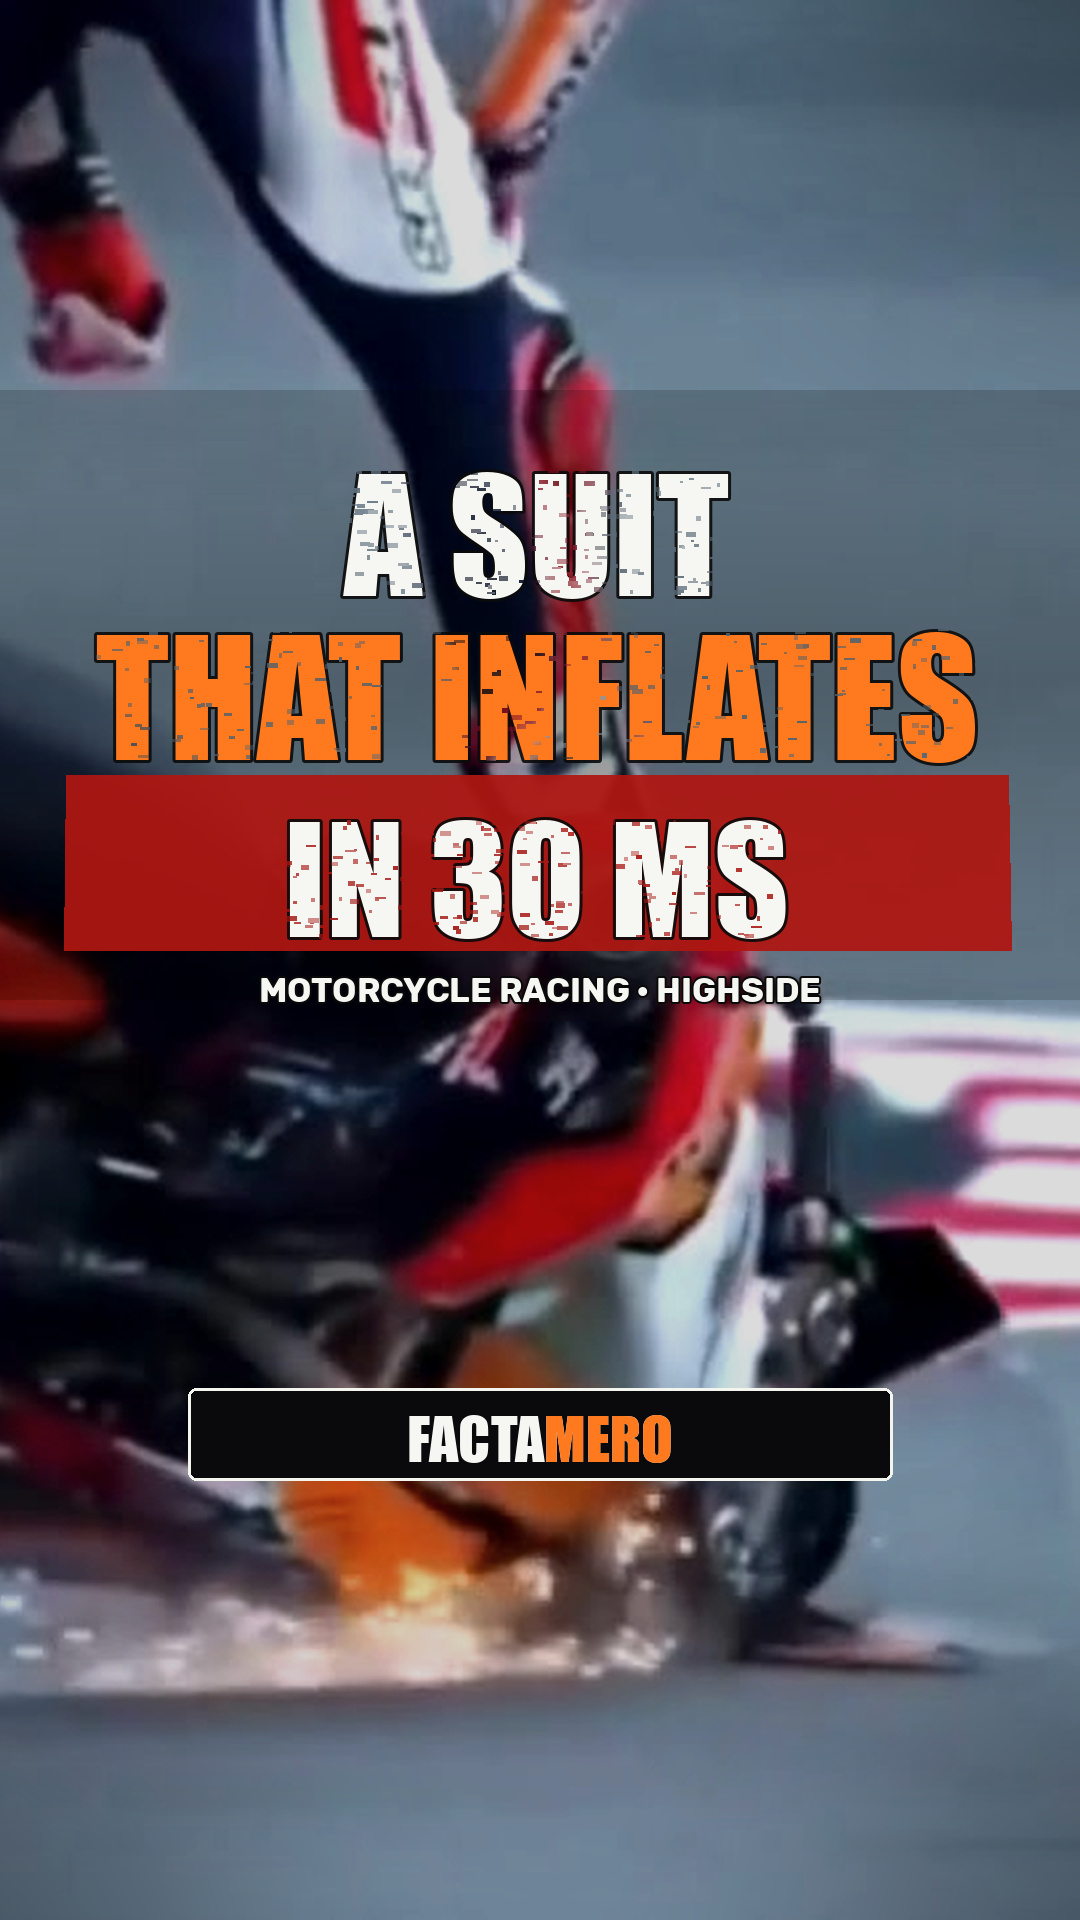 A SUIT
THAT INFLATES
IN 30 MS
MOTORCYCLE RACING • HIGHSIDE
FACTAMERO